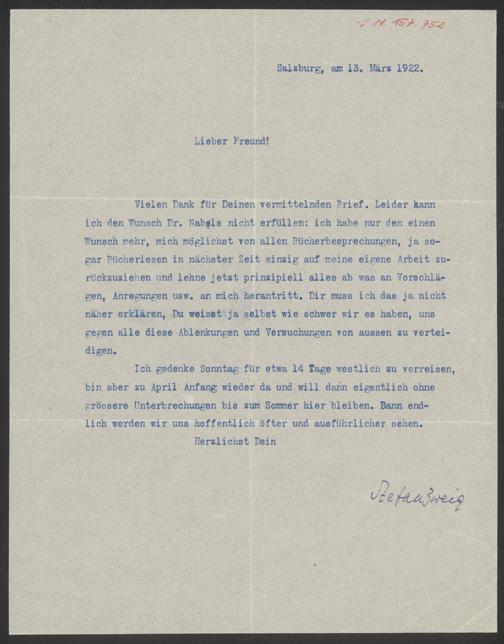 I. N. 157.752
Salzburg, am 13. März 1922.
Lieber Freund!
Vielen Dank für Deinen vermittelnden Brief. Leider kann
ich den Wunsch Dr. Nabels nicht erfüllen: ich habe nur den einen
Wunsch mehr, mich möglichst von allen Bücherbesprechungen, ja so-
gar Bücherlesen in nächster Zeit einzig auf meine eigene Arbeit zu-
rückzuziehen und lehne jetzt prinzipiell alles ab was an Vorschlä-
gen, Anregungen usw. an mich herantritt. Dir muss ich das ja nicht
näher erklären, Du weisst ja selbst wie schwer wir es haben, uns
gegen alle diese Ablenkungen und Versuchungen von aussen zu vertei-
digen.
Ich gedenke Sonntag für etwa 14 Tage westlich zu verreisen,
bin aber zu April Anfang wieder da und will dann eigentlich ohne
grössere Unterbrechungen bis zum Sommer hier bleiben. Dann end-
lich werden wir uns hoffentlich öfter und ausführlicher sehen.
Herzlichst Dein
Stefan Zweig